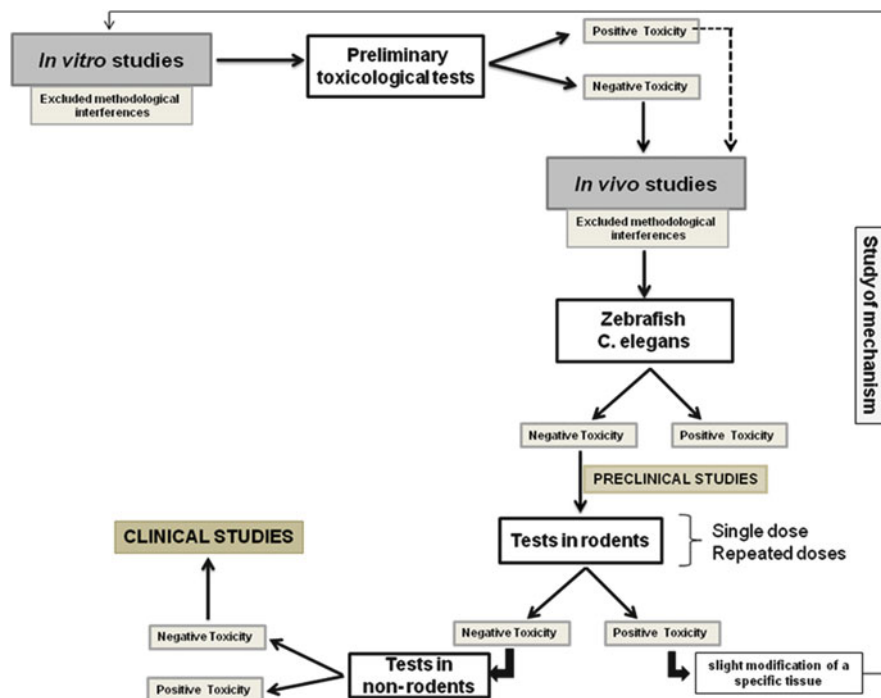 In vitro studies
Excluded methodological
interferences
Preliminary
toxicological tests
Positive Toxicity
Negative Toxicity
In vivo studies
Excluded methodological
interferences
Study of mechanism
Zebrafish
C. elegans
Negative Toxicity
Positive Toxicity
PRECLINICAL STUDIES
Tests in rodents
Single dose
Repeated doses
CLINICAL STUDIES
Negative Toxicity
Positive Toxicity
Negative Toxicity
Positive Toxicity
Tests in
non-rodents
slight modification of a
specific tissue